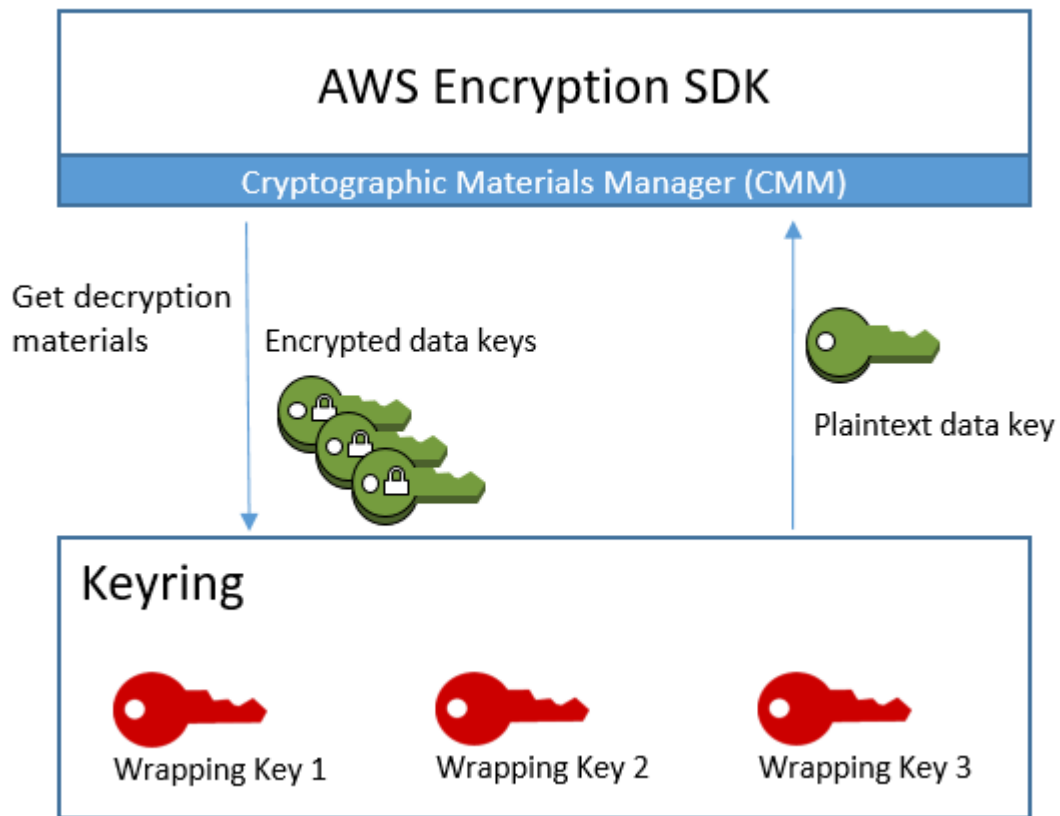 AWS Encryption SDK
Cryptographic Materials Manager (CMM)
Get decryption
materials
Encrypted data keys
Plaintext data key
Keyring
Wrapping Key 1
Wrapping Key 2
Wrapping Key 3